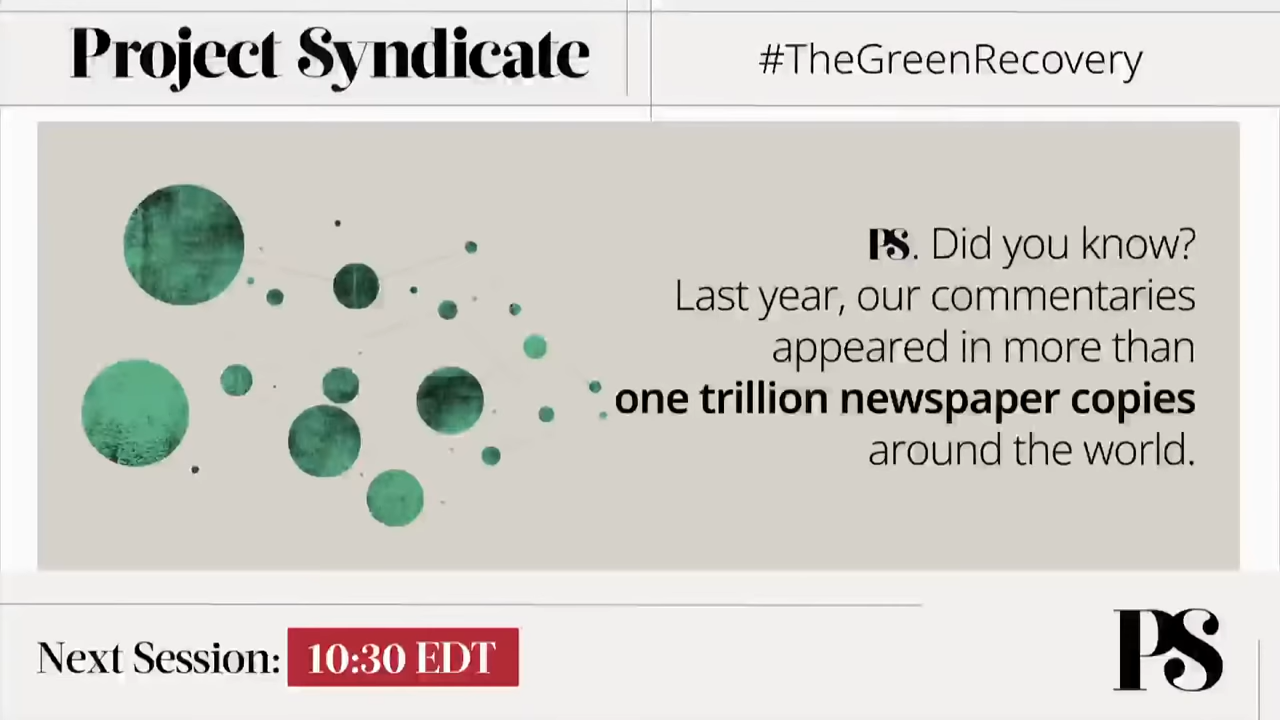 Project Syndicate
#TheGreenRecovery
PS. Did you know?
Last year, our commentaries
appeared in more than
one trillion newspaper copies
around the world.
Next Session: 10:30 EDT
PS